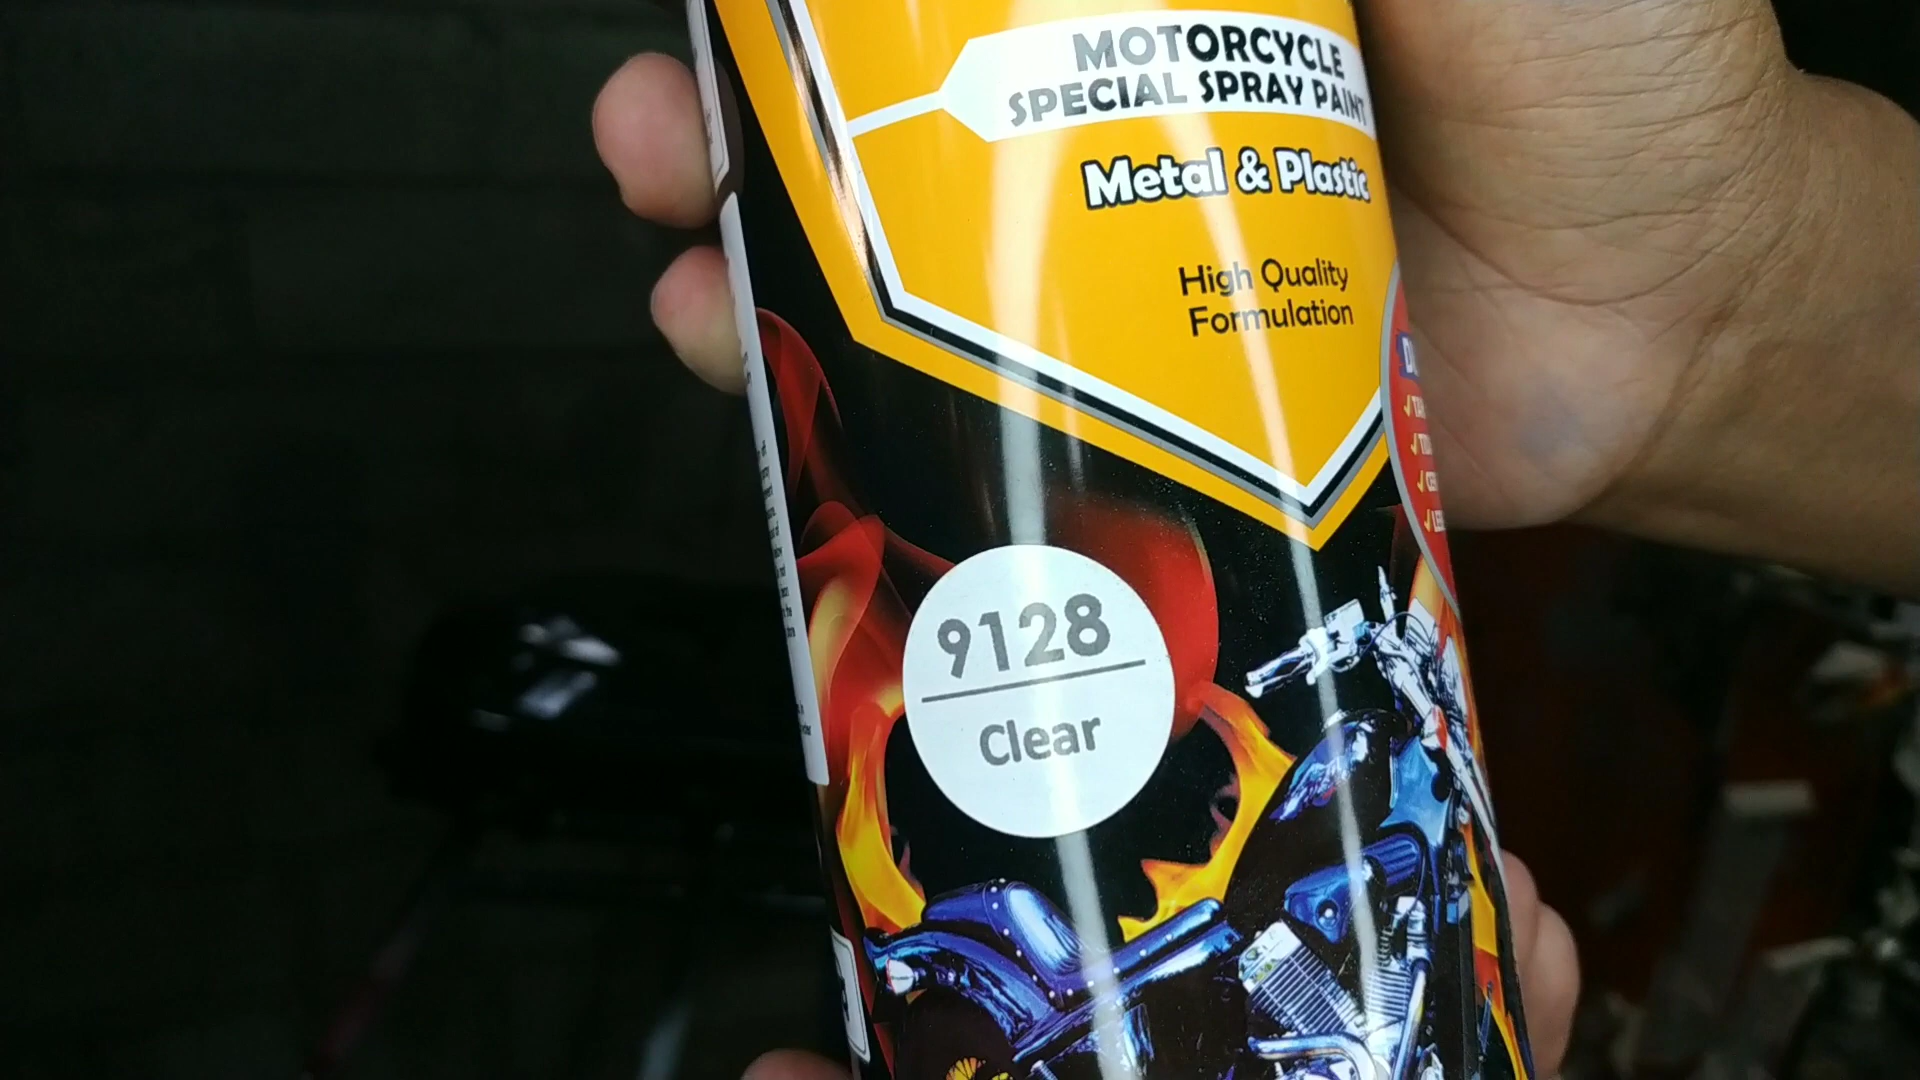 MOTORCYCLE
SPECIAL SPRAY PAINT
Metal & Plastic
High Quality
Formulation
9128
Clear